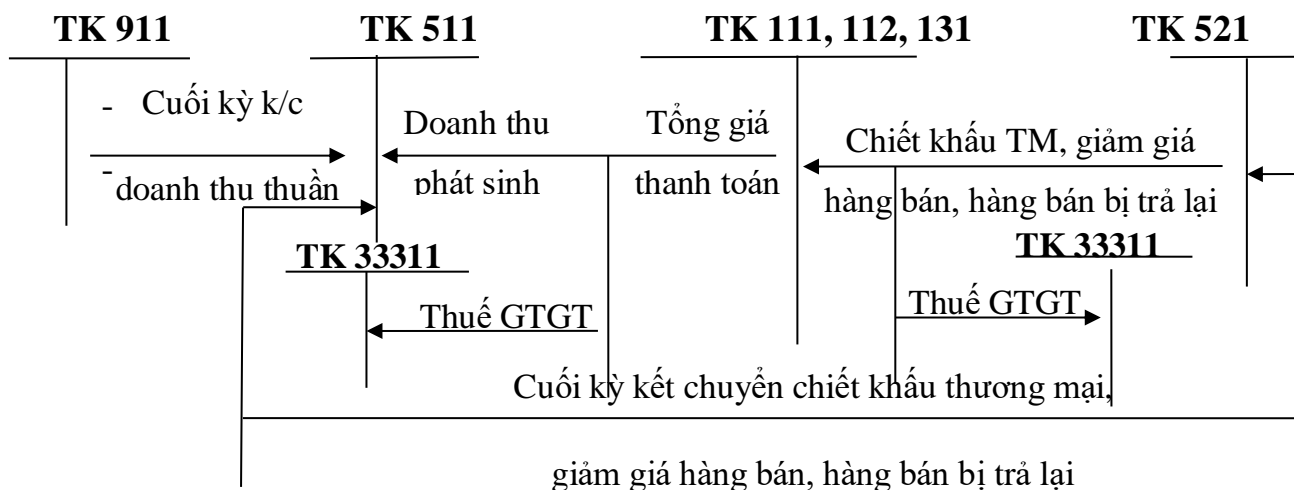 TK 911
TK 511
TK 111, 112, 131
TK 521
- Cuối kỳ k/c
-
doanh thu thuần
Doanh thu
phát sinh
Tổng giá
thanh toán
Chiết khấu TM, giảm giá
hàng bán, hàng bán bị trả lại
TK 33311
TK 33311
Thuế GTGT
Thuế GTGT
Cuối kỳ kết chuyển chiết khấu thương mại,
giảm giá hàng bán, hàng bán bị trả lại